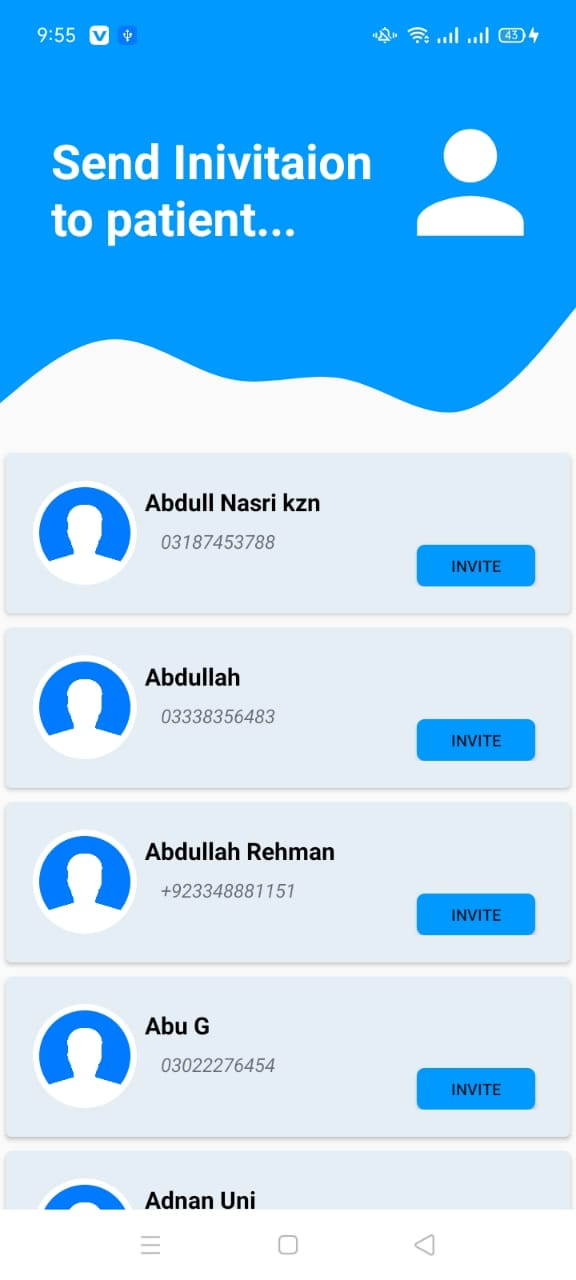 9:55
43
Send Inivitaion
to patient...
Abdull Nasri kzn
03187453788
INVITE
Abdullah
03338356483
INVITE
Abdullah Rehman
+923348881151
INVITE
Abu G
03022276454
INVITE
Adnan Uni